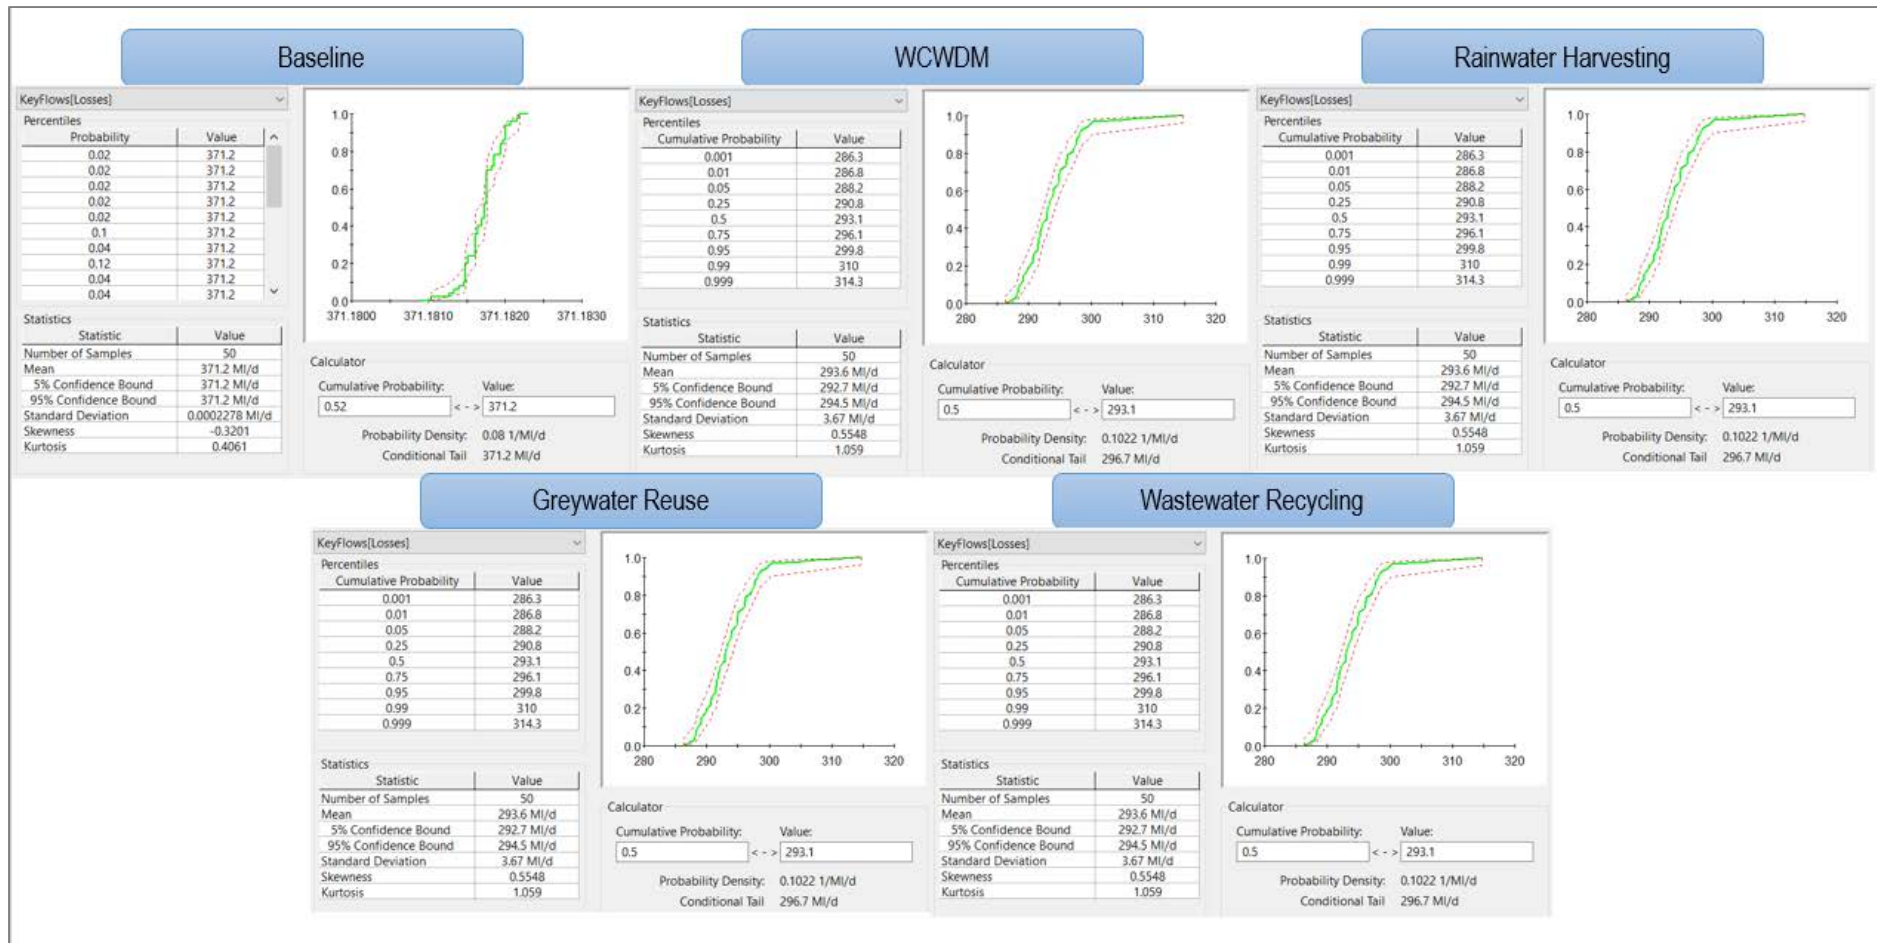 Baseline
KeyFlows[Losses]
Percentiles
Probability Value
0.02 371.2
0.02 371.2
0.02 371.2
0.02 371.2
0.02 371.2
0.1 371.2
0.04 371.2
0.12 371.2
0.04 371.2
0.04 371.2
Statistics
Statistic Value
Number of Samples 50
Mean 371.2 Ml/d
5% Confidence Bound 371.2 Ml/d
95% Confidence Bound 371.2 Ml/d
Standard Deviation 0.0002278 Ml/d
Skewness -0.3201
Kurtosis 0.4061
1.0
0.8
0.6
0.4
0.2
0.0
371.1800 371.1810 371.1820 371.1830
Calculator
Cumulative Probability: Value:
0.52 < - > 371.2
Probability Density: 0.08 1/Ml/d
Conditional Tail 371.2 Ml/d
WCWDM
KeyFlows[Losses]
Percentiles
Cumulative Probability Value
0.001 286.3
0.01 286.8
0.05 288.2
0.25 290.8
0.5 293.1
0.75 296.1
0.95 299.8
0.99 310
0.999 314.3
Statistics
Statistic Value
Number of Samples 50
Mean 293.6 Ml/d
5% Confidence Bound 292.7 Ml/d
95% Confidence Bound 294.5 Ml/d
Standard Deviation 3.67 Ml/d
Skewness 0.5548
Kurtosis 1.059
1.0
0.8
0.6
0.4
0.2
0.0
280 290 300 310 320
Calculator
Cumulative Probability: Value:
0.5 < - > 293.1
Probability Density: 0.1022 1/Ml/d
Conditional Tail 296.7 Ml/d
Rainwater Harvesting
KeyFlows[Losses]
Percentiles
Cumulative Probability Value
0.001 286.3
0.01 286.8
0.05 288.2
0.25 290.8
0.5 293.1
0.75 296.1
0.95 299.8
0.99 310
0.999 314.3
Statistics
Statistic Value
Number of Samples 50
Mean 293.6 Ml/d
5% Confidence Bound 292.7 Ml/d
95% Confidence Bound 294.5 Ml/d
Standard Deviation 3.67 Ml/d
Skewness 0.5548
Kurtosis 1.059
1.0
0.8
0.6
0.4
0.2
0.0
280 290 300 310 320
Calculator
Cumulative Probability: Value:
0.5 < - > 293.1
Probability Density: 0.1022 1/Ml/d
Conditional Tail 296.7 Ml/d
Greywater Reuse
KeyFlows[Losses]
Percentiles
Cumulative Probability Value
0.001 286.3
0.01 286.8
0.05 288.2
0.25 290.8
0.5 293.1
0.75 296.1
0.95 299.8
0.99 310
0.999 314.3
Statistics
Statistic Value
Number of Samples 50
Mean 293.6 Ml/d
5% Confidence Bound 292.7 Ml/d
95% Confidence Bound 294.5 Ml/d
Standard Deviation 3.67 Ml/d
Skewness 0.5548
Kurtosis 1.059
1.0
0.8
0.6
0.4
0.2
0.0
280 290 300 310 320
Calculator
Cumulative Probability: Value:
0.5 < - > 293.1
Probability Density: 0.1022 1/Ml/d
Conditional Tail 296.7 Ml/d
Wastewater Recycling
KeyFlows[Losses]
Percentiles
Cumulative Probability Value
0.001 286.3
0.01 286.8
0.05 288.2
0.25 290.8
0.5 293.1
0.75 296.1
0.95 299.8
0.99 310
0.999 314.3
Statistics
Statistic Value
Number of Samples 50
Mean 293.6 Ml/d
5% Confidence Bound 292.7 Ml/d
95% Confidence Bound 294.5 Ml/d
Standard Deviation 3.67 Ml/d
Skewness 0.5548
Kurtosis 1.059
1.0
0.8
0.6
0.4
0.2
0.0
280 290 300 310 320
Calculator
Cumulative Probability: Value:
0.5 < - > 293.1
Probability Density: 0.1022 1/Ml/d
Conditional Tail 296.7 Ml/d